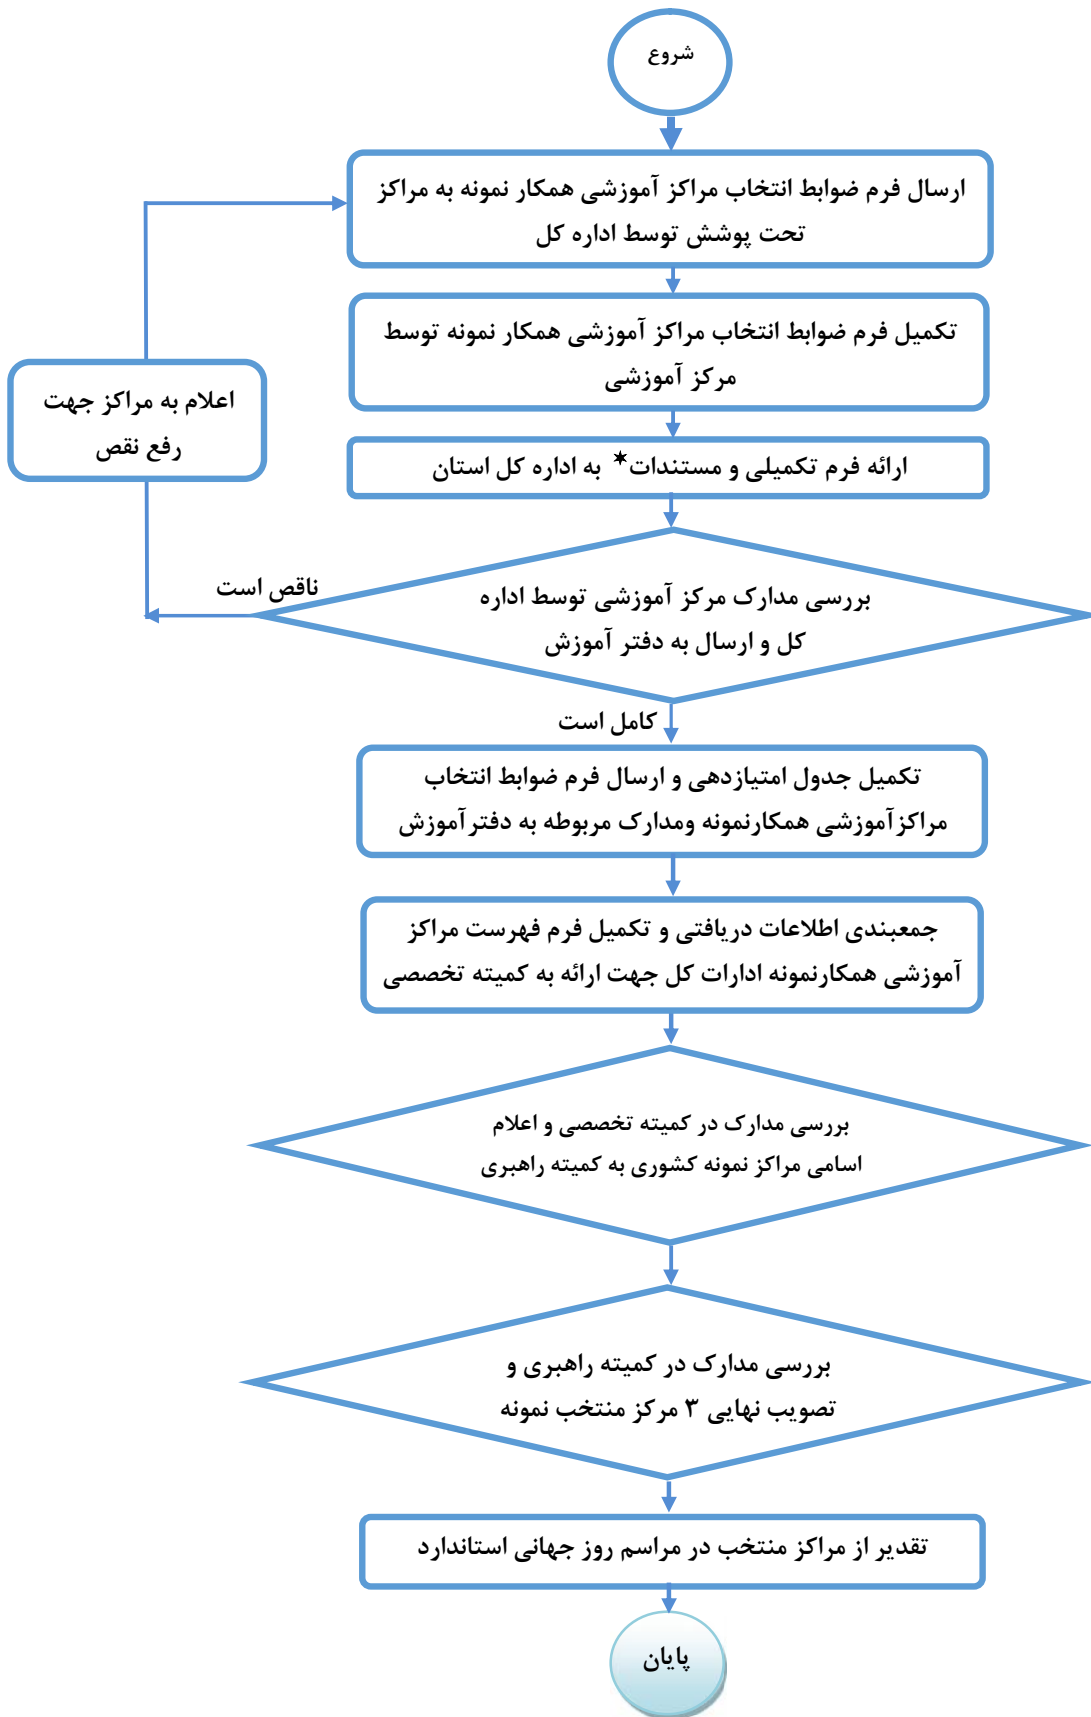 شروع
ارسال فرم ضوابط انتخاب مراکز آموزشی همکار نمونه به مراکز
تحت پوشش توسط اداره کل
تکمیل فرم ضوابط انتخاب مراکز آموزشی همکار نمونه توسط
مرکز آموزشی
اعلام به مراکز جهت
رفع نقص
ارائه فرم تکمیلی و مستندات* به اداره کل استان
ناقص است
بررسی مدارک مرکز آموزشی توسط اداره
کل و ارسال به دفتر آموزش
کامل است
تکمیل جدول امتیازدهی و ارسال فرم ضوابط انتخاب
مراکزآموزشی همکارنمونه ومدارک مربوطه به دفترآموزش
جمعبندی اطلاعات دریافتی و تکمیل فرم فهرست مراکز
آموزشی همکارنمونه ادارات کل جهت ارائه به کمیته تخصصی
بررسی مدارک در کمیته تخصصی و اعلام
اسامی مراکز نمونه کشوری به کمیته راهبری
بررسی مدارک در کمیته راهبری و
تصویب نهایی ۳ مرکز منتخب نمونه
تقدیر از مراکز منتخب در مراسم روز جهانی استاندارد
پایان